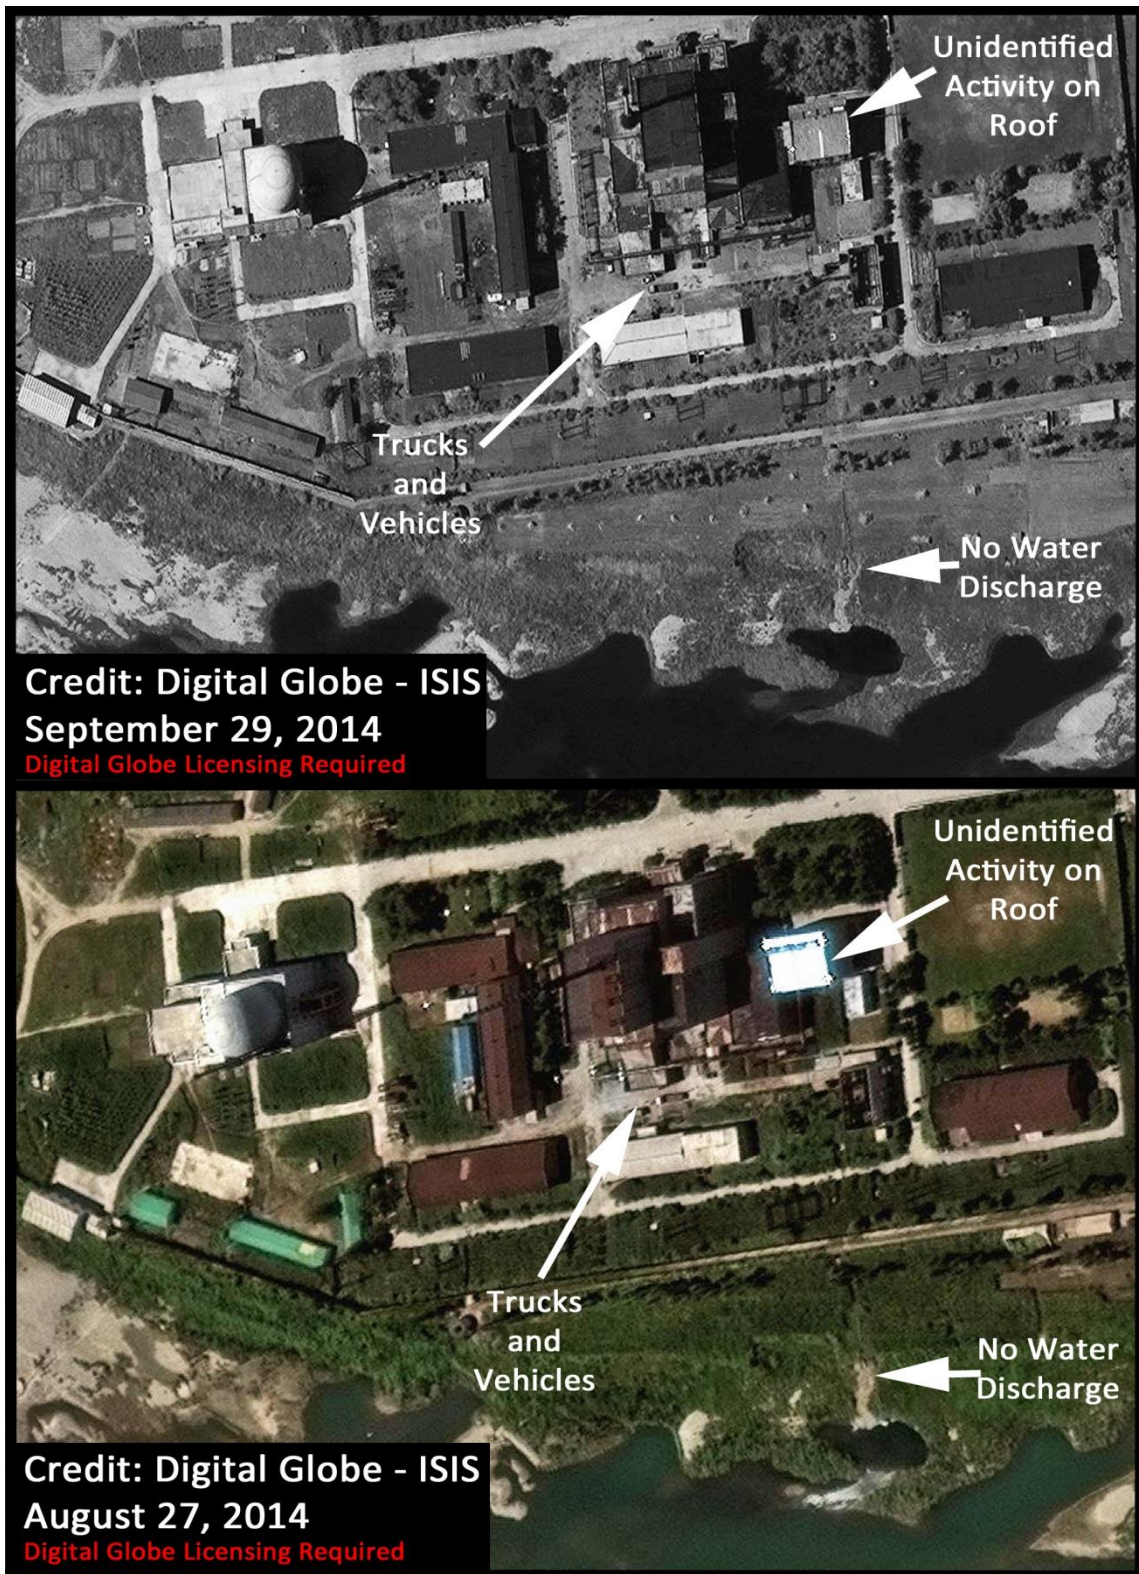 Unidentified
Activity on
Roof
Trucks
and
Vehicles
No Water
Discharge
Credit: Digital Globe - ISIS
September 29, 2014
Digital Globe Licensing Required
Unidentified
Activity on
Roof
Trucks
and
Vehicles
No Water
Discharge
Credit: Digital Globe - ISIS
August 27, 2014
Digital Globe Licensing Required